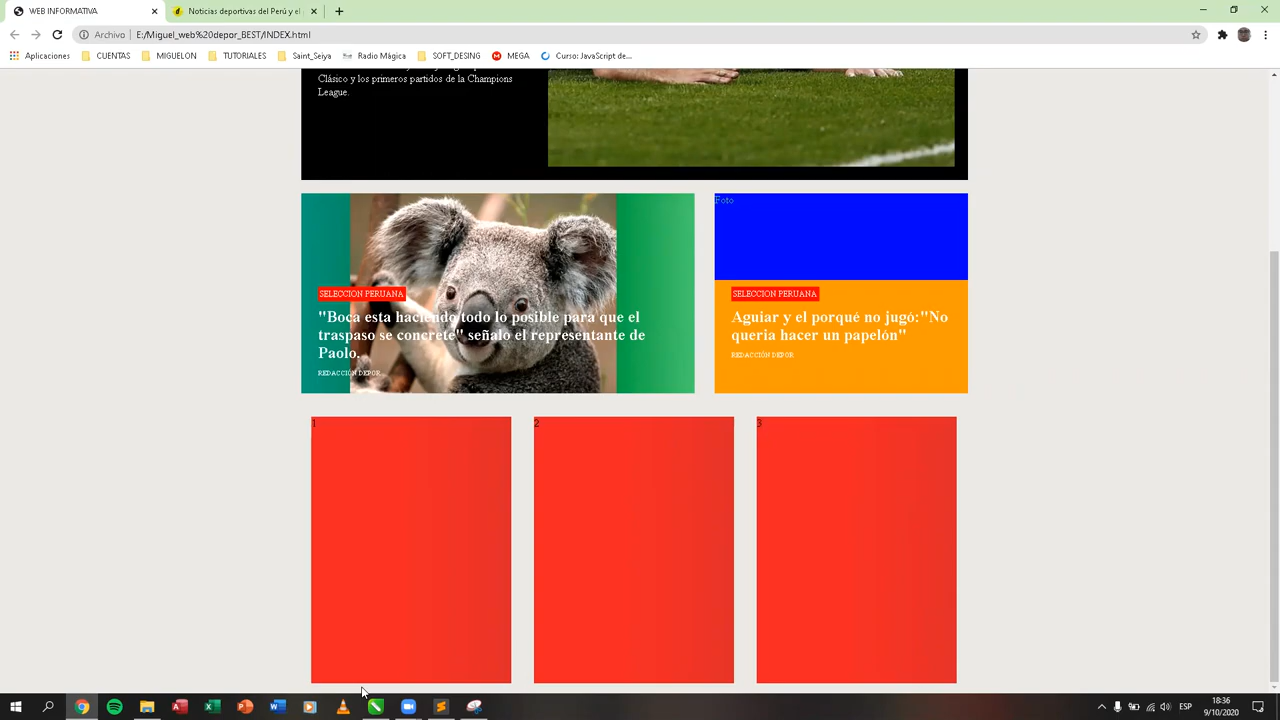 WEB INFORMATIVA
Noticias deportivas del Perú y el
Archivo | E:/Miguel_web%20depor_BEST/INDEX.html
Aplicaciones
CUENTAS
MIGUELON
TUTORIALES
Saint_Seiya
Radio Mágica
SOFT_DESING
MEGA
Curso: JavaScript de...
Clásico y los primeros partidos de la Champions
League.
SELECCION PERUANA
"Boca esta haciendo todo lo posible para que el
traspaso se concrete" señalo el representante de
Paolo.
REDACCIÓN DEPOR
Foto
SELECCION PERUANA
Aguiar y el porqué no jugó:"No
queria hacer un papelón"
REDACCIÓN DEPOR
1
2
3
ESP
18:36
9/10/2020